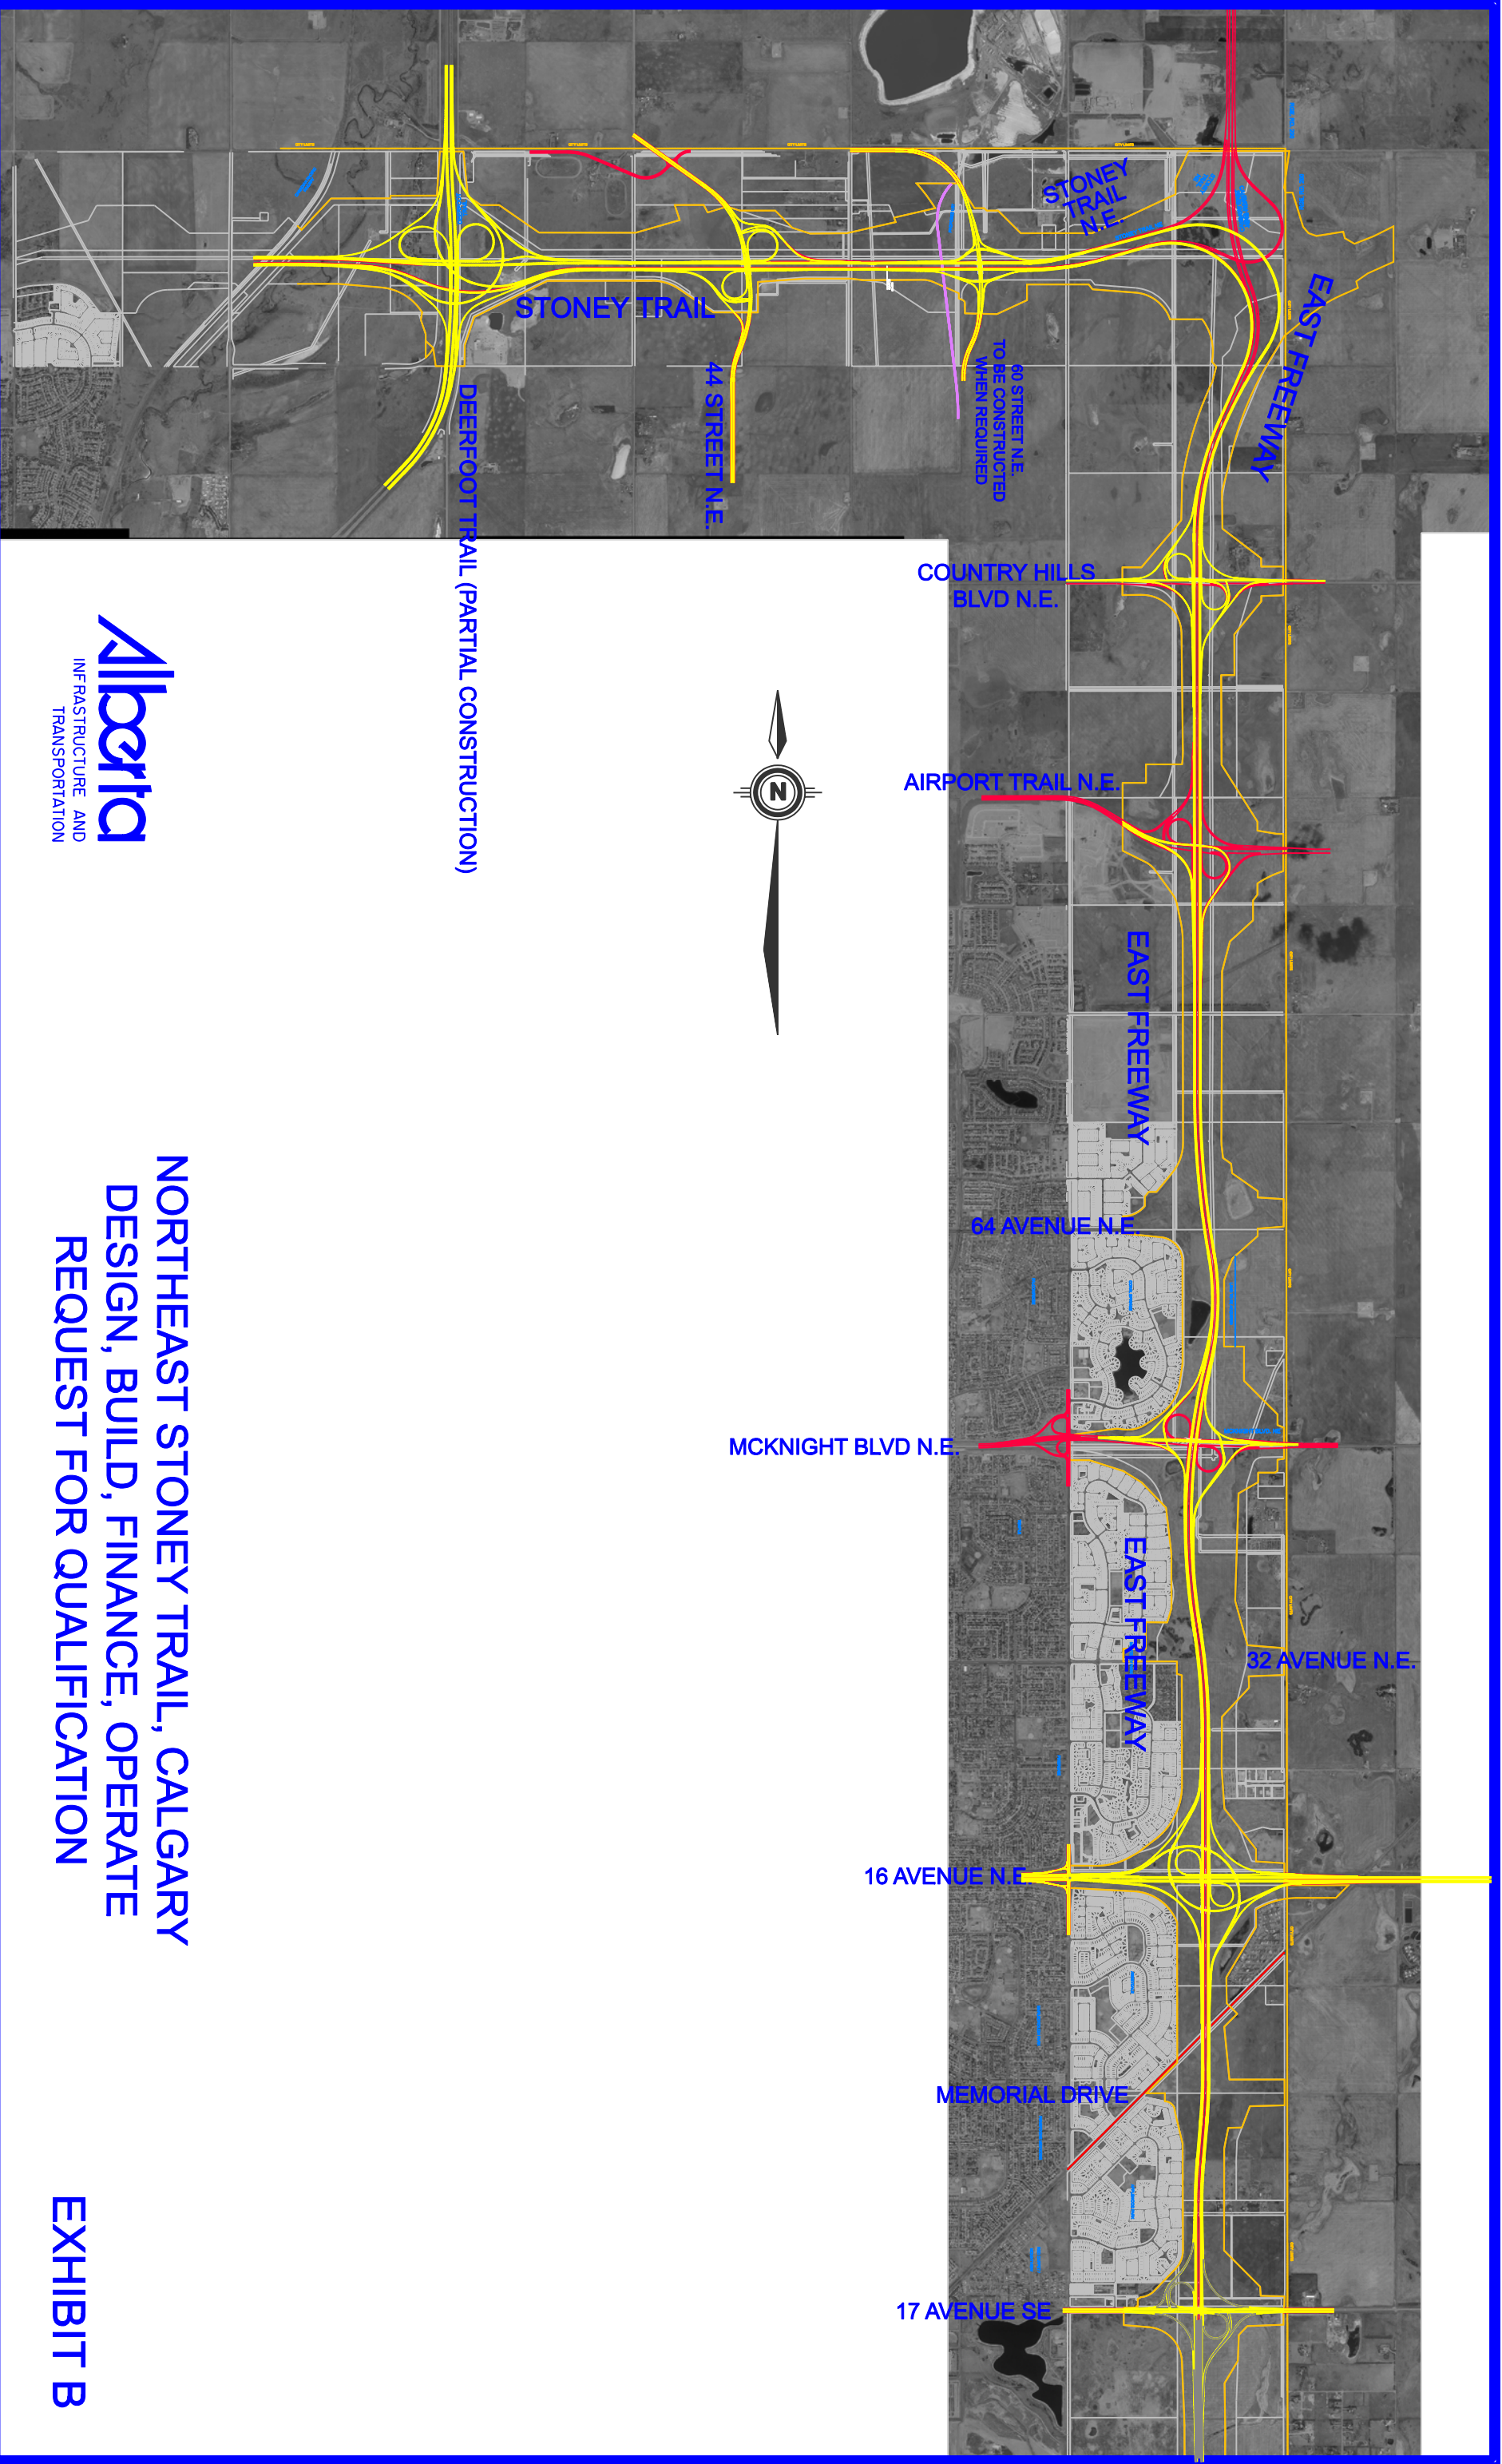 STONEY
TRAIL
N.E.
EAST FREEWAY
STONEY TRAIL
44 STREET N.E.
60 STREET N.E.
TO BE CONSTRUCTED
WHEN REQUIRED
DEERFOOT TRAIL (PARTIAL CONSTRUCTION)
COUNTRY HILLS
BLVD N.E.
AIRPORT TRAIL N.E.
EAST FREEWAY
64 AVENUE N.E.
MCKNIGHT BLVD N.E.
EAST FREEWAY
32 AVENUE N.E.
16 AVENUE N.E.
MEMORIAL DRIVE
17 AVENUE SE
N
Alberta
INFRASTRUCTURE AND
TRANSPORTATION
NORTHEAST STONEY TRAIL, CALGARY
DESIGN, BUILD, FINANCE, OPERATE
REQUEST FOR QUALIFICATION
EXHIBIT B